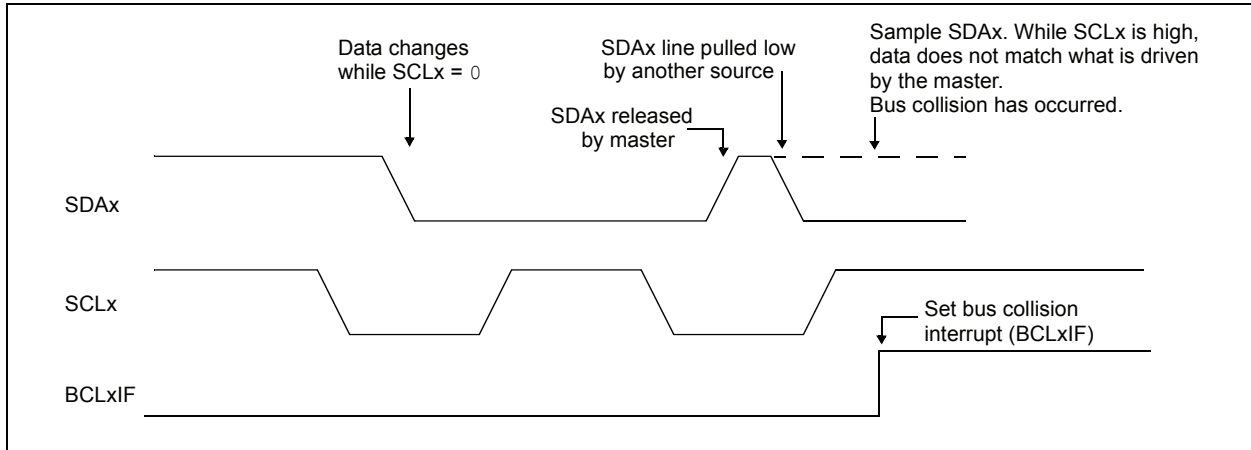 Data changes
while SCLx = 0
SDAx line pulled low
by another source
SDAx released
by master
Sample SDAx. While SCLx is high,
data does not match what is driven
by the master.
Bus collision has occurred.
SDAx
SCLx
Set bus collision
interrupt (BCLxIF)
BCLxIF